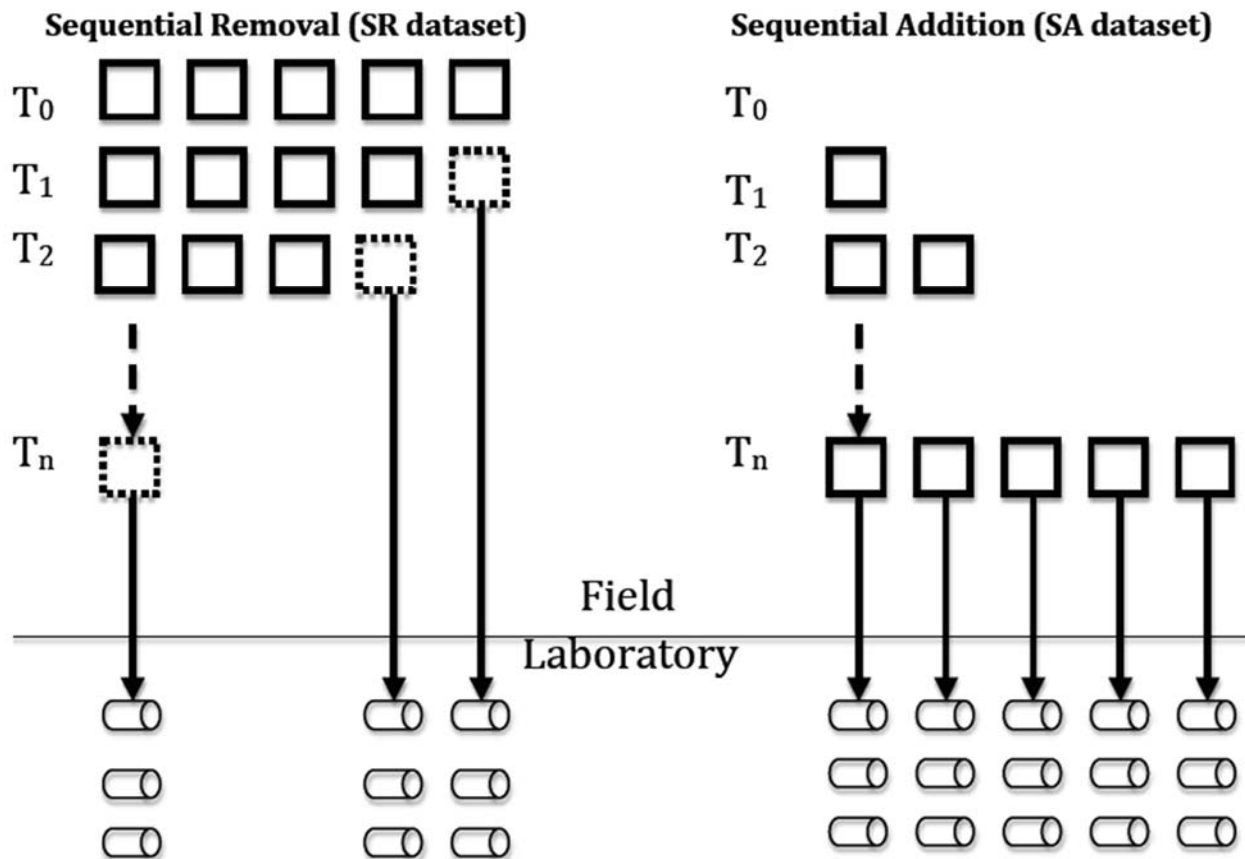 Sequential Removal (SR dataset)
T0
T1
T2
Tn
Sequential Addition (SA dataset)
T0
T1
T2
Tn
Field
Laboratory